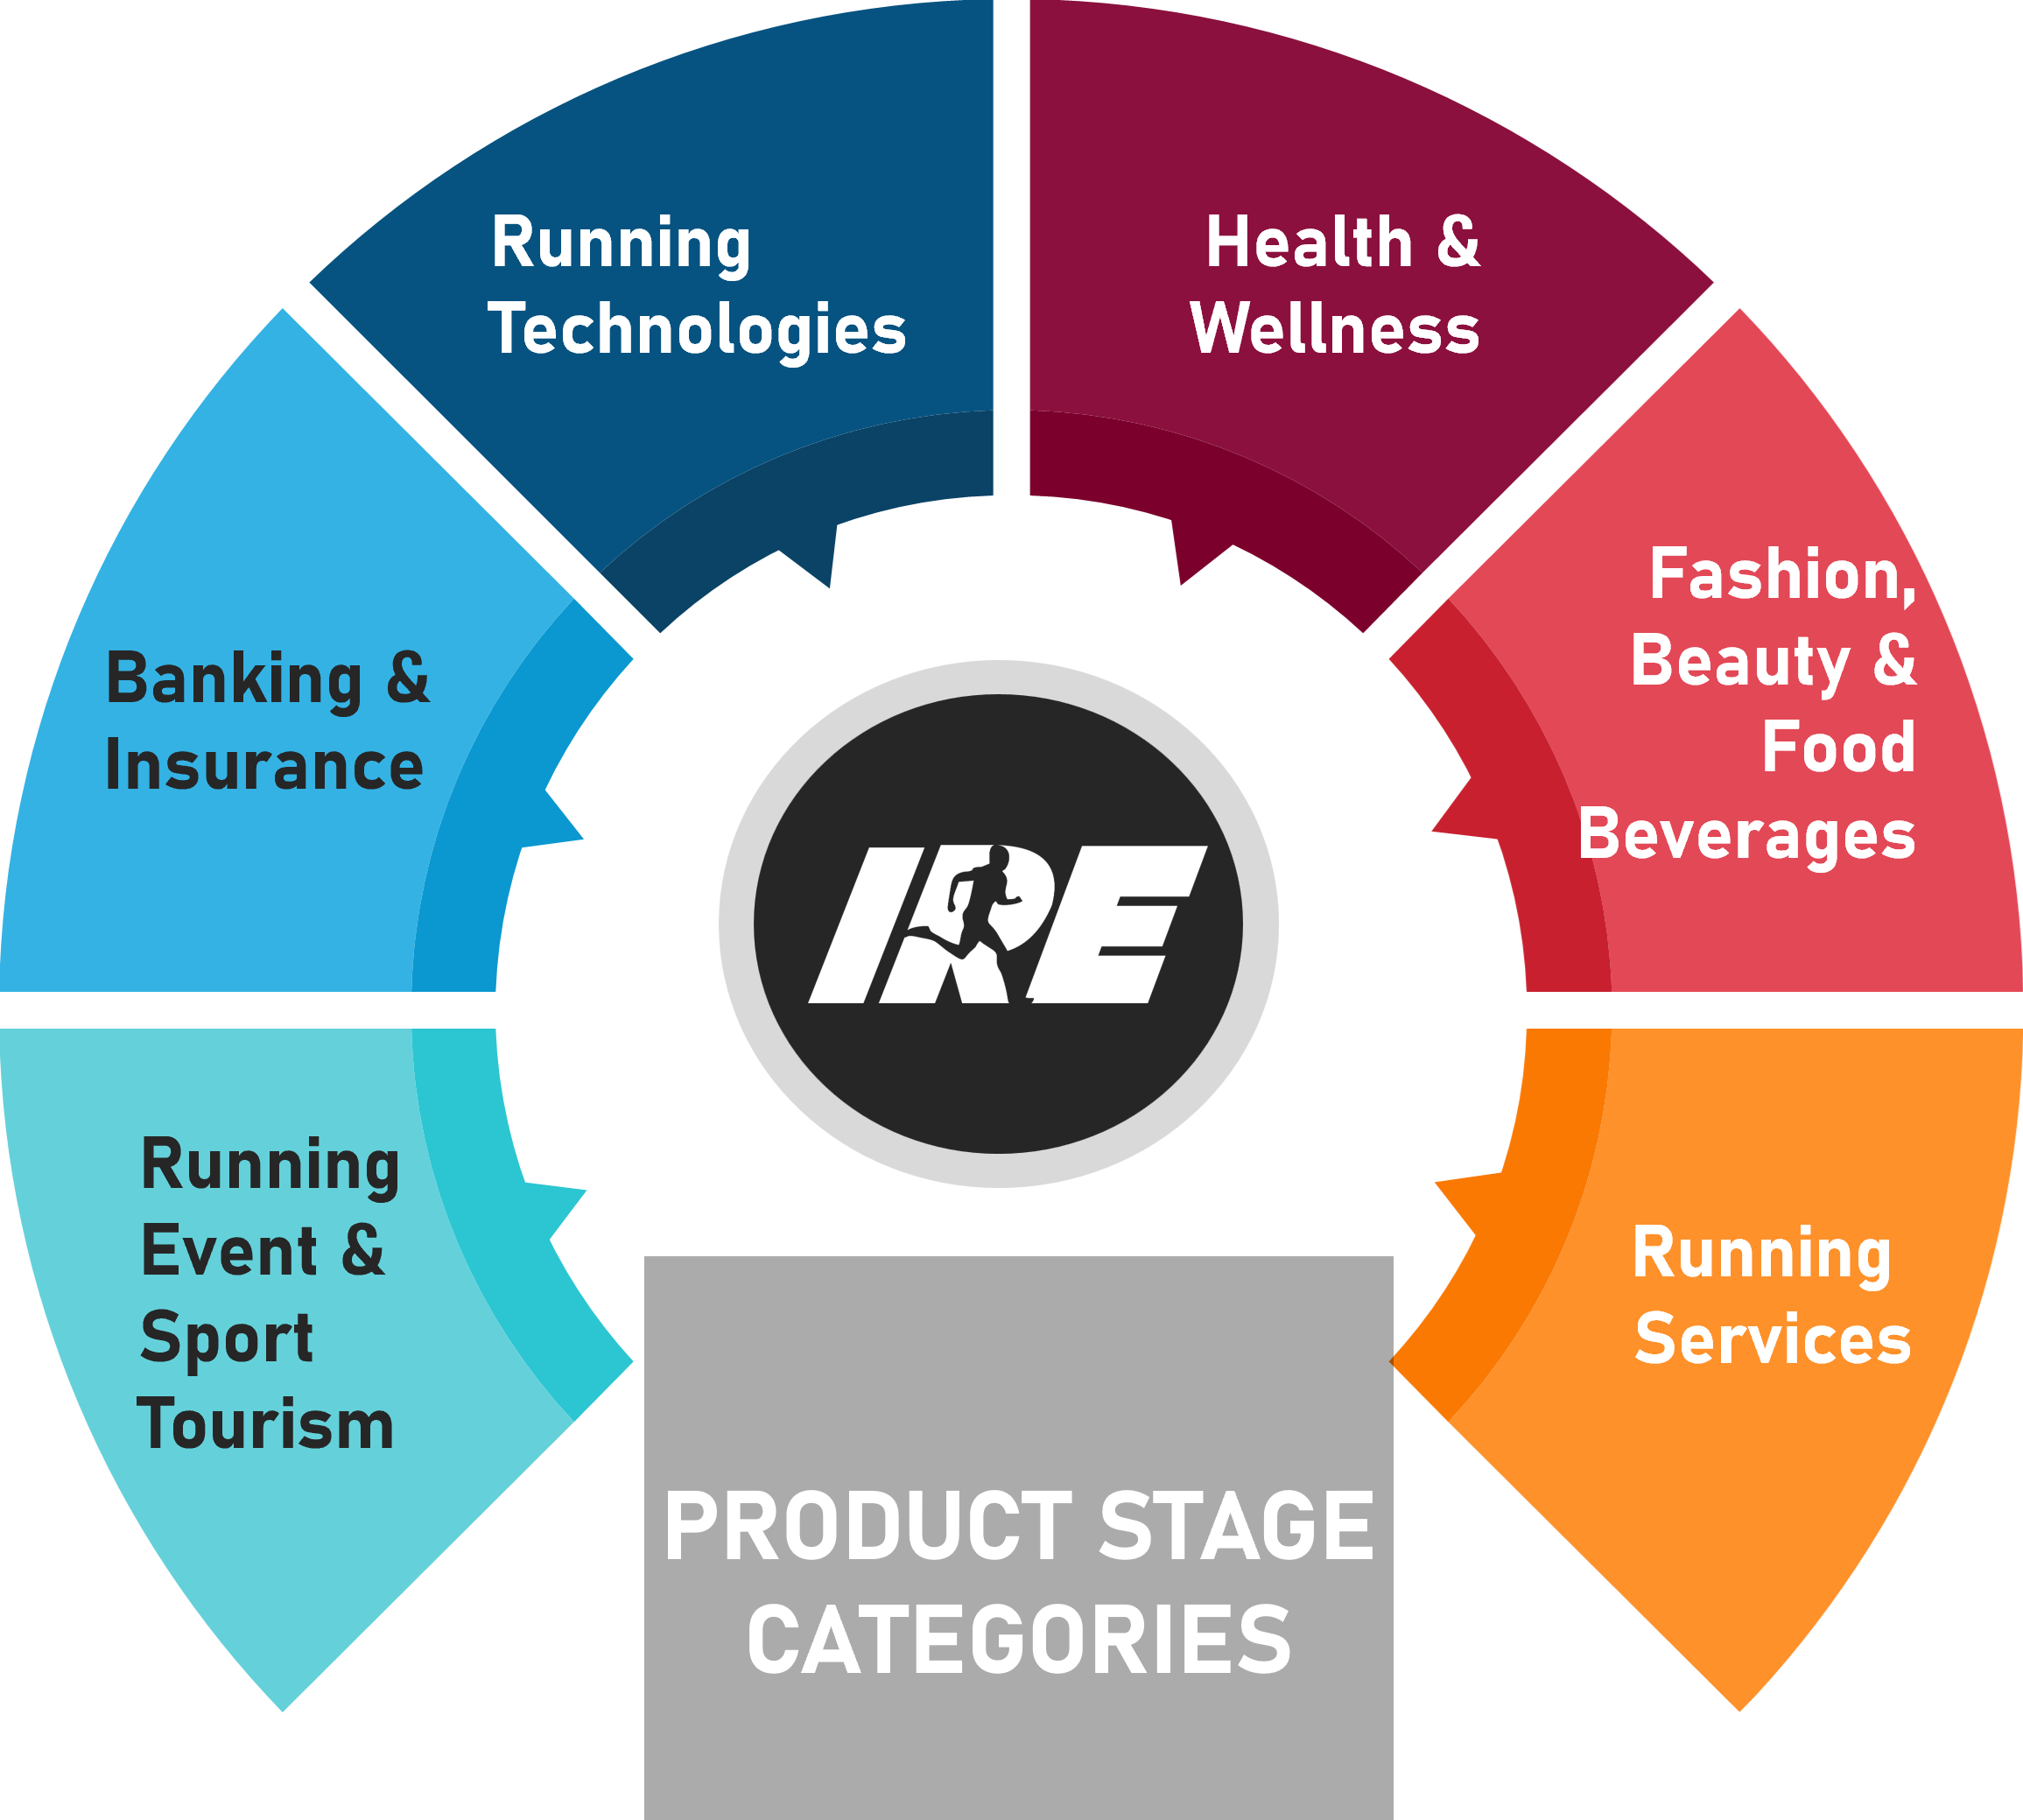 Running
Technologies
Health &
Wellness
Fashion,
Beauty &
Food
Beverages
Banking &
Insurance
IRE
Running
Event &
Sport
Tourism
Running
Services
PRODUCT STAGE
CATEGORIES